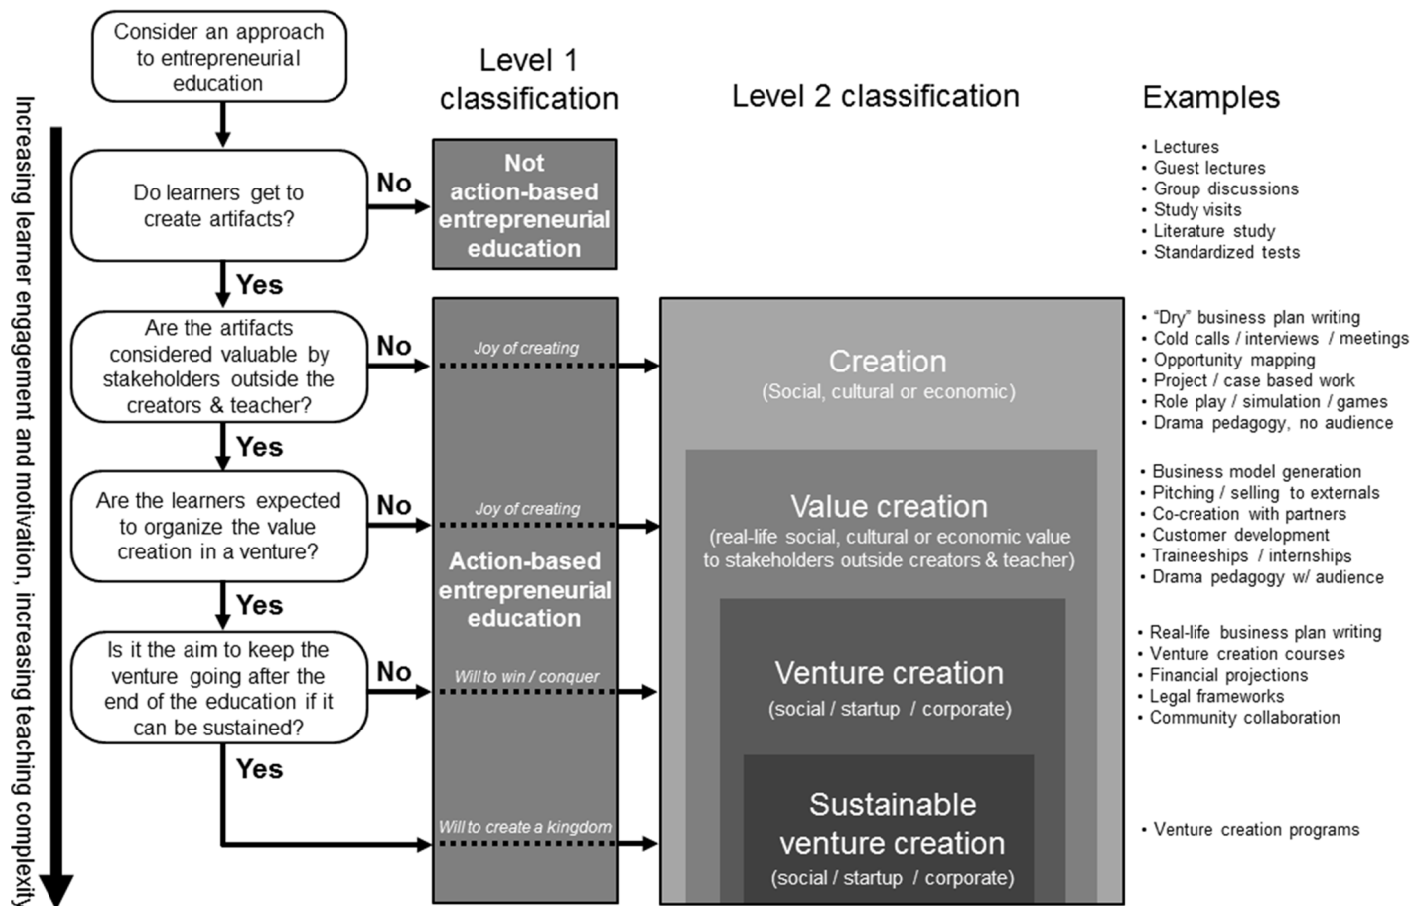 Consider an approach
to entrepreneurial
education
Level 1
classification
Level 2 classification
Examples
Increasing learner engagement and motivation, increasing teaching complexity
Do learners get to
create artifacts?
No
Not
action-based
entrepreneurial
education
• Lectures
• Guest lectures
• Group discussions
• Study visits
• Literature study
• Standardized tests
Yes
Are the artifacts
considered valuable by
stakeholders outside the
creators & teacher?
No
Joy of creating
Creation
(Social, cultural or economic)
• “Dry” business plan writing
• Cold calls / interviews / meetings
• Opportunity mapping
• Project / case based work
• Role play / simulation / games
• Drama pedagogy, no audience
Yes
Are the learners expected
to organize the value
creation in a venture?
No
Joy of creating
Action-based
entrepreneurial
education
Value creation
(real-life social, cultural or economic value
to stakeholders outside creators & teacher)
• Business model generation
• Pitching / selling to externals
• Co-creation with partners
• Customer development
• Traineeships / internships
• Drama pedagogy w/ audience
Yes
Is it the aim to keep the
venture going after the
end of the education if it
can be sustained?
No
Will to win / conquer
Venture creation
(social / startup / corporate)
• Real-life business plan writing
• Venture creation courses
• Financial projections
• Legal frameworks
• Community collaboration
Yes
Will to create a kingdom
Sustainable
venture creation
(social / startup / corporate)
• Venture creation programs